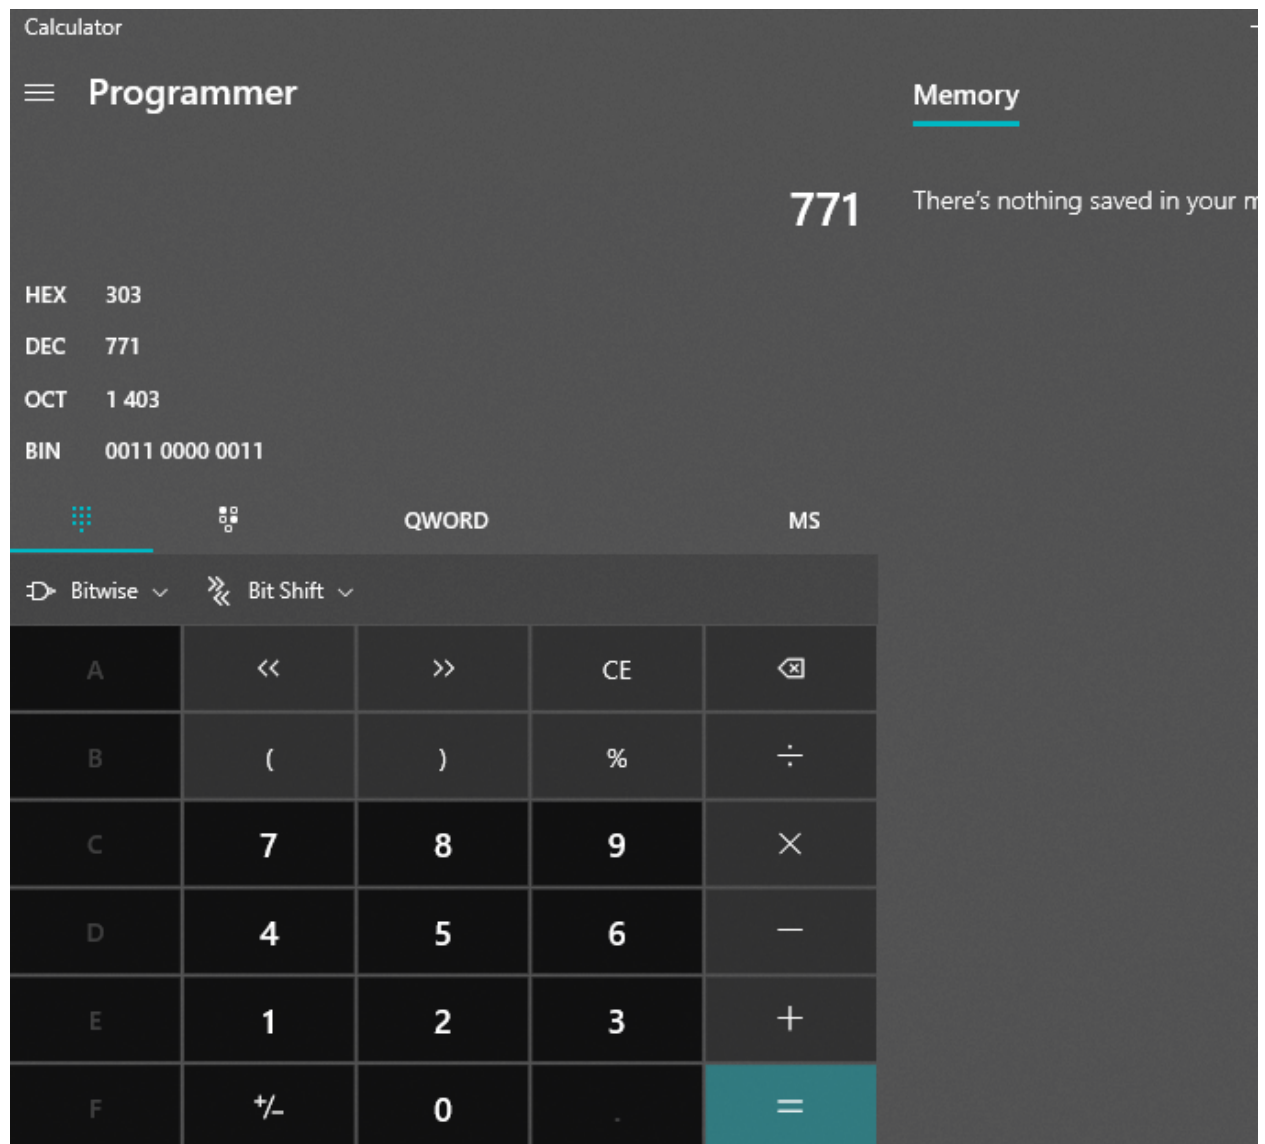 Calculator
Programmer
Memory
771
There's nothing saved in your
HEX 303
DEC 771
OCT 1 403
BIN 0011 0000 0011
QWORD MS
Bitwise Bit Shift
A << >> CE
B ( ) % ÷
C 7 8 9 ×
D 4 5 6 −
E 1 2 3 +
F +/− 0 . =